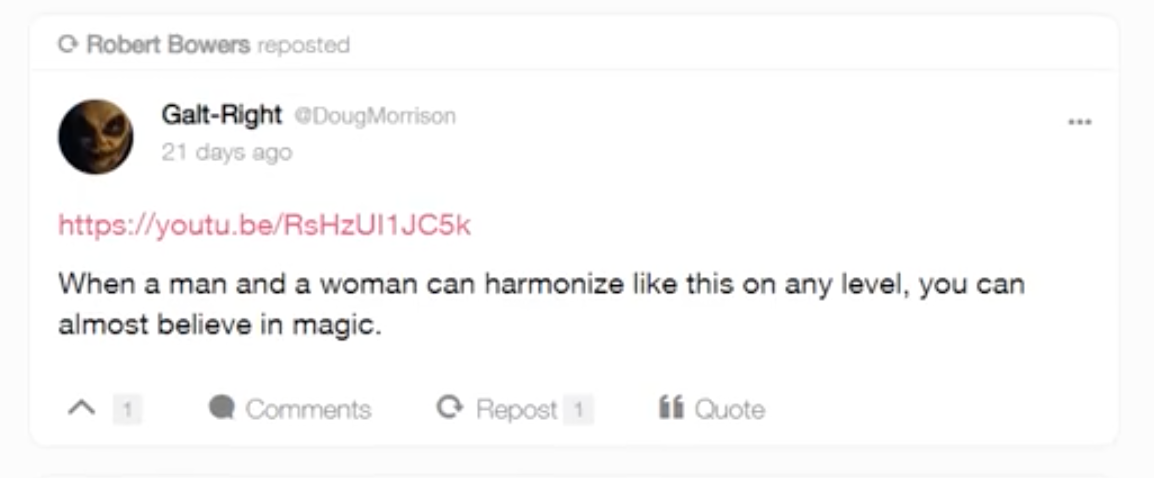 Robert Bowers reposted
Galt-Right @DougMorrison
21 days ago
https://youtu.be/RsHzUI1JC5k
When a man and a woman can harmonize like this on any level, you can
almost believe in magic.
1 Comments Repost 1 Quote